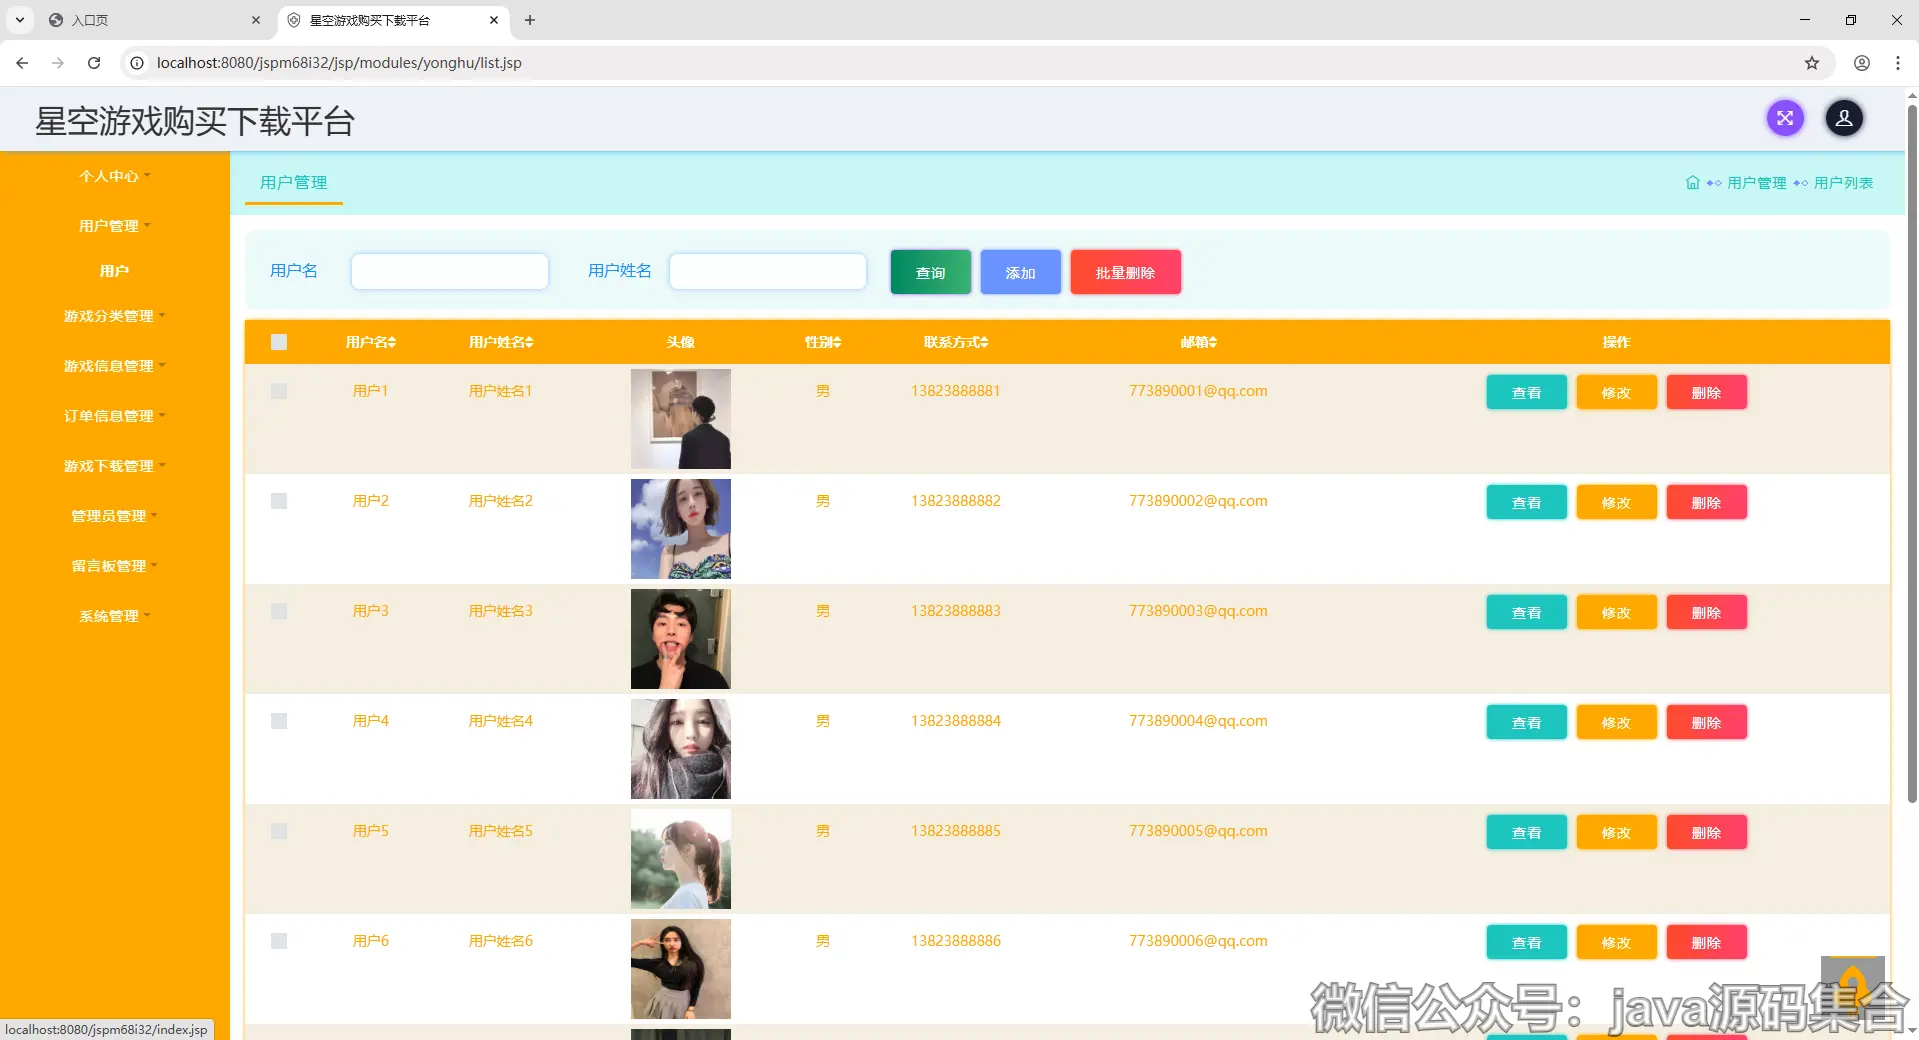 入口页
星空游戏购买下载平台
localhost:8080/jspm68i32/jsp/modules/yonghu/list.jsp
星空游戏购买下载平台
个人中心
用户管理
用户
游戏分类管理
游戏信息管理
订单信息管理
游戏下载管理
管理员管理
留言板管理
系统管理
用户管理
用户管理 用户列表
用户名 用户姓名 查询 添加 批量删除
用户名 用户姓名 头像 性别 联系方式 邮箱 操作
用户1 用户姓名1 男 13823888881 773890001@qq.com 查看 修改 删除
用户2 用户姓名2 男 13823888882 773890002@qq.com 查看 修改 删除
用户3 用户姓名3 男 13823888883 773890003@qq.com 查看 修改 删除
用户4 用户姓名4 男 13823888884 773890004@qq.com 查看 修改 删除
用户5 用户姓名5 男 13823888885 773890005@qq.com 查看 修改 删除
用户6 用户姓名6 男 13823888886 773890006@qq.com 查看 修改 删除
微信公众号：java源码集合
localhost:8080/jspm68i32/index.jsp